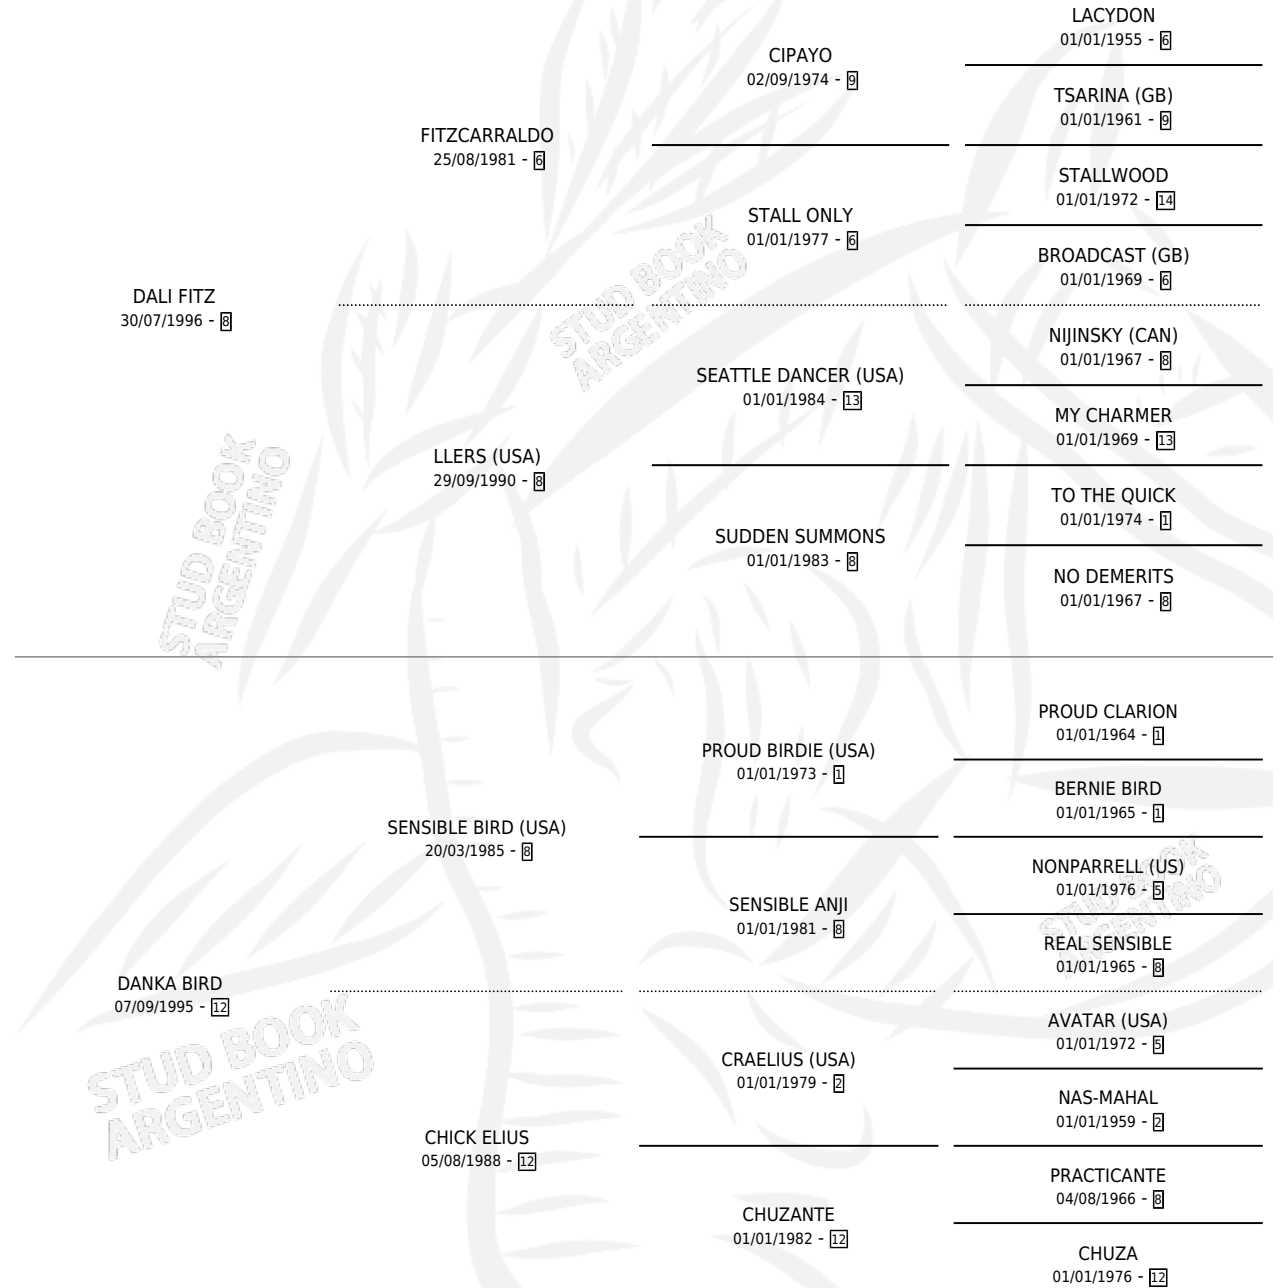 LACYDON
01/01/1955 - 6
CIPAYO
02/09/1974 - 9
TSARINA (GB)
01/01/1961 - 9
FITZCARRALDO
25/08/1981 - 6
STALLWOOD
01/01/1972 - 14
STALL ONLY
01/01/1977 - 6
BROADCAST (GB)
01/01/1969 - 6
DALI FITZ
30/07/1996 - 8
NIJINSKY (CAN)
01/01/1967 - 8
SEATTLE DANCER (USA)
01/01/1984 - 13
MY CHARMER
01/01/1969 - 13
LLERS (USA)
29/09/1990 - 8
TO THE QUICK
01/01/1974 - 1
SUDDEN SUMMONS
01/01/1983 - 8
NO DEMERITS
01/01/1967 - 8
PROUD CLARION
01/01/1964 - 1
PROUD BIRDIE (USA)
01/01/1973 - 1
BERNIE BIRD
01/01/1965 - 1
SENSIBLE BIRD (USA)
20/03/1985 - 8
NONPARRELL (US)
01/01/1976 - 5
SENSIBLE ANJI
01/01/1981 - 8
REAL SENSIBLE
01/01/1965 - 8
DANKA BIRD
07/09/1995 - 12
AVATAR (USA)
01/01/1972 - 5
CRAELIUS (USA)
01/01/1979 - 2
NAS-MAHAL
01/01/1959 - 2
CHICK ELIUS
05/08/1988 - 12
PRACTICANTE
04/08/1966 - 8
CHUZANTE
01/01/1982 - 12
CHUZA
01/01/1976 - 12
STUD BOOK
ARGENTINO
STUD BOOK
ARGENTINO
STUD BOOK
ARGENTINO
STUD BOOK
ARGENTINO